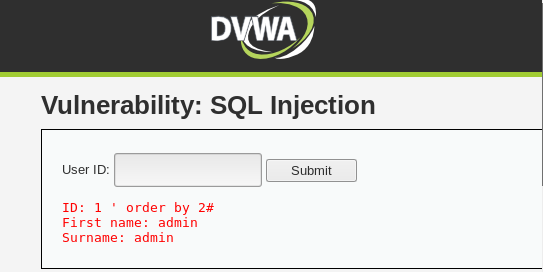 DVWA
Vulnerability: SQL Injection
User ID: Submit
ID: 1 ' order by 2#
First name: admin
Surname: admin